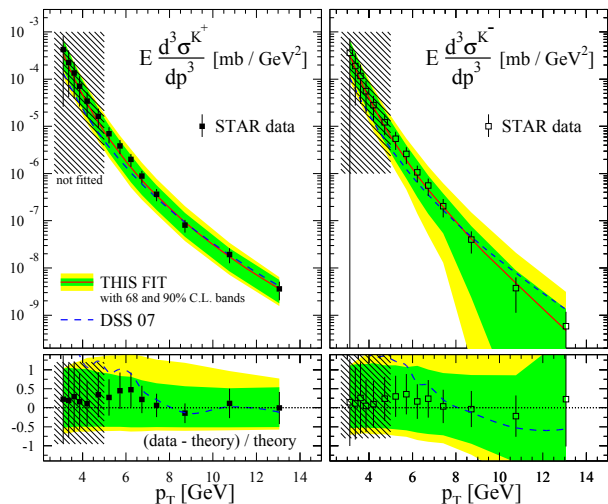 E d³σ^K⁺ / dp³ [mb / GeV²]
E d³σ^K⁻ / dp³ [mb / GeV²]
10⁻³
10⁻⁴
10⁻⁵
10⁻⁶
10⁻⁷
10⁻⁸
10⁻⁹
STAR data
STAR data
not fitted
THIS FIT
with 68 and 90% C.L. bands
DSS 07
1
0.5
0
-0.5
-1
(data - theory) / theory
4 6 8 10 12 14
4 6 8 10 12 14
p_T [GeV]
p_T [GeV]